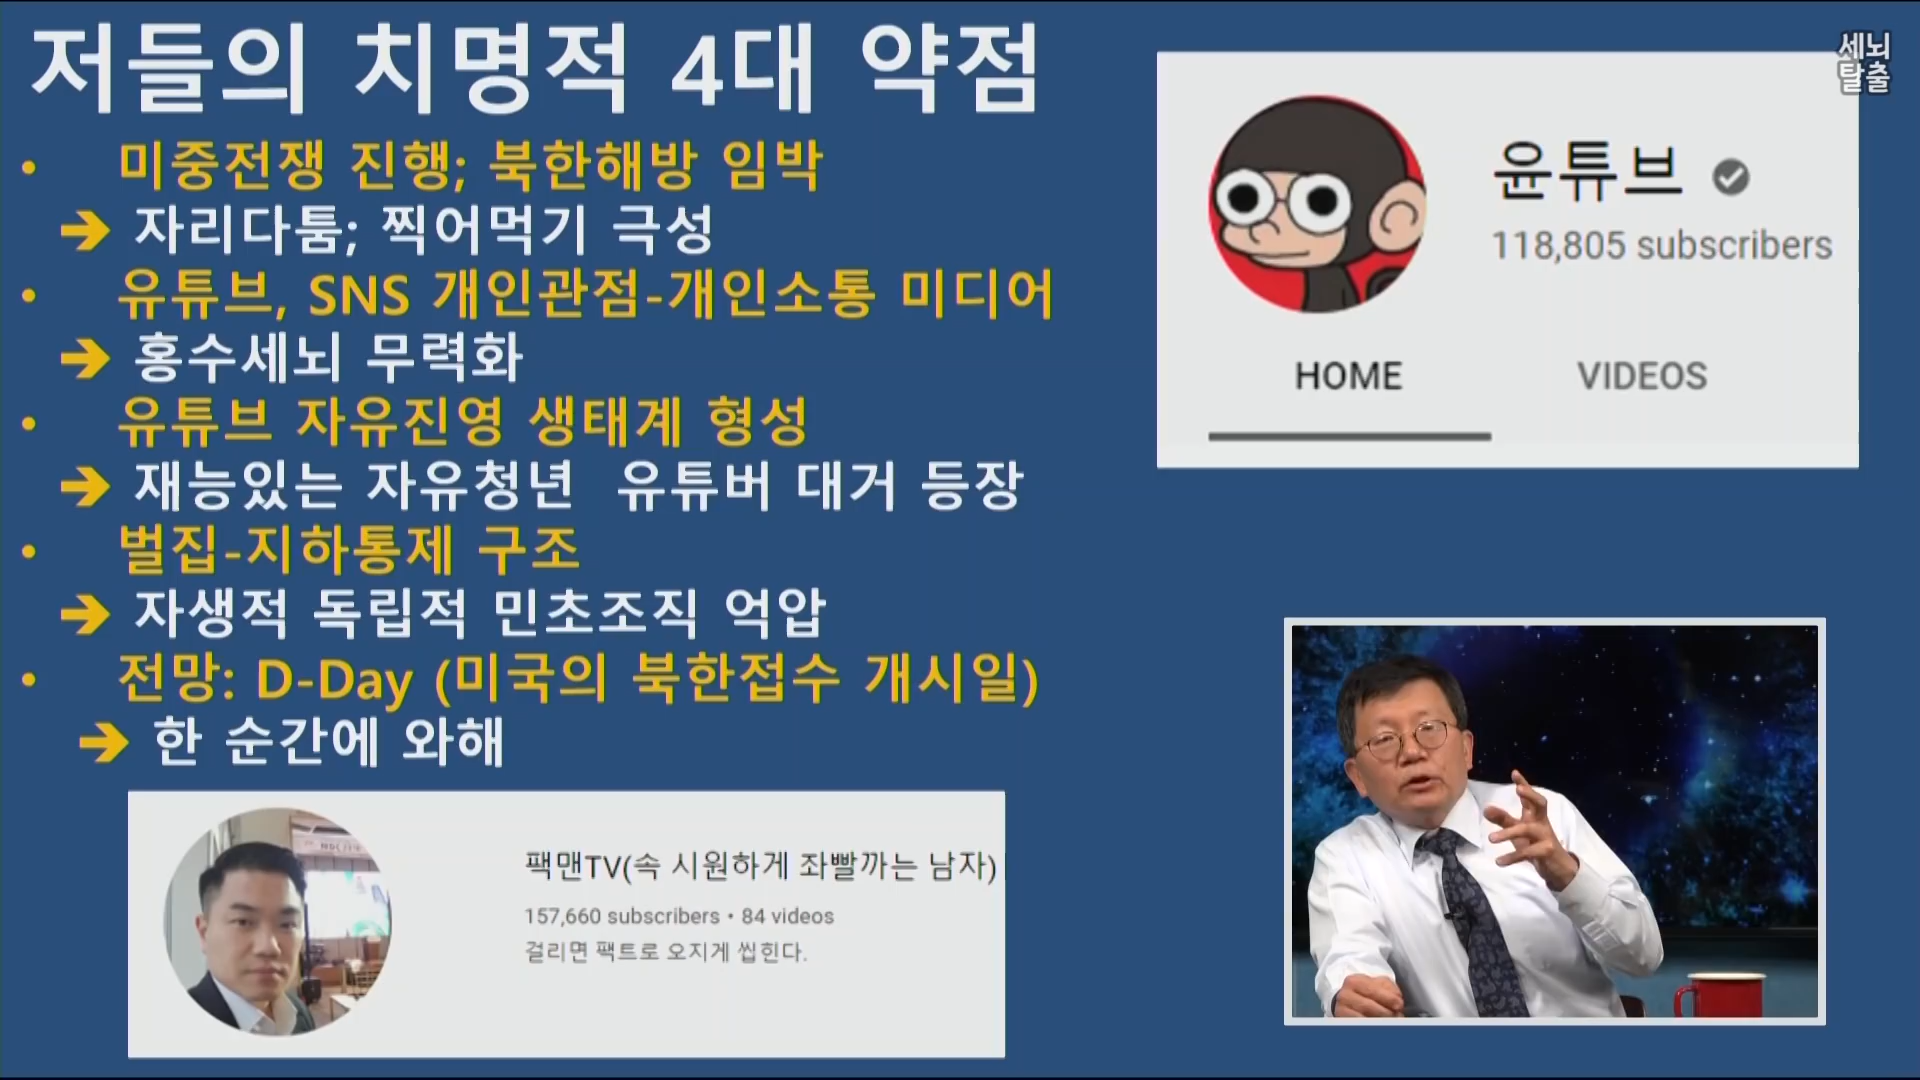 저들의 치명적 4대 약점
• 미중전쟁 진행; 북한해방 임박
➔ 자리다툼; 찍어먹기 극성
• 유튜브, SNS 개인관점-개인소통 미디어
➔ 홍수세뇌 무력화
• 유튜브 자유진영 생태계 형성
➔ 재능있는 자유청년 유튜버 대거 등장
• 벌집-지하통제 구조
➔ 자생적 독립적 민초조직 억압
• 전망: D-Day (미국의 북한접수 개시일)
➔ 한 순간에 와해
세뇌
탈출
윤튜브
118,805 subscribers
HOME VIDEOS
팩맨TV(속 시원하게 좌빨까는 남자)
157,660 subscribers • 84 videos
걸리면 팩트로 오지게 씹힌다.